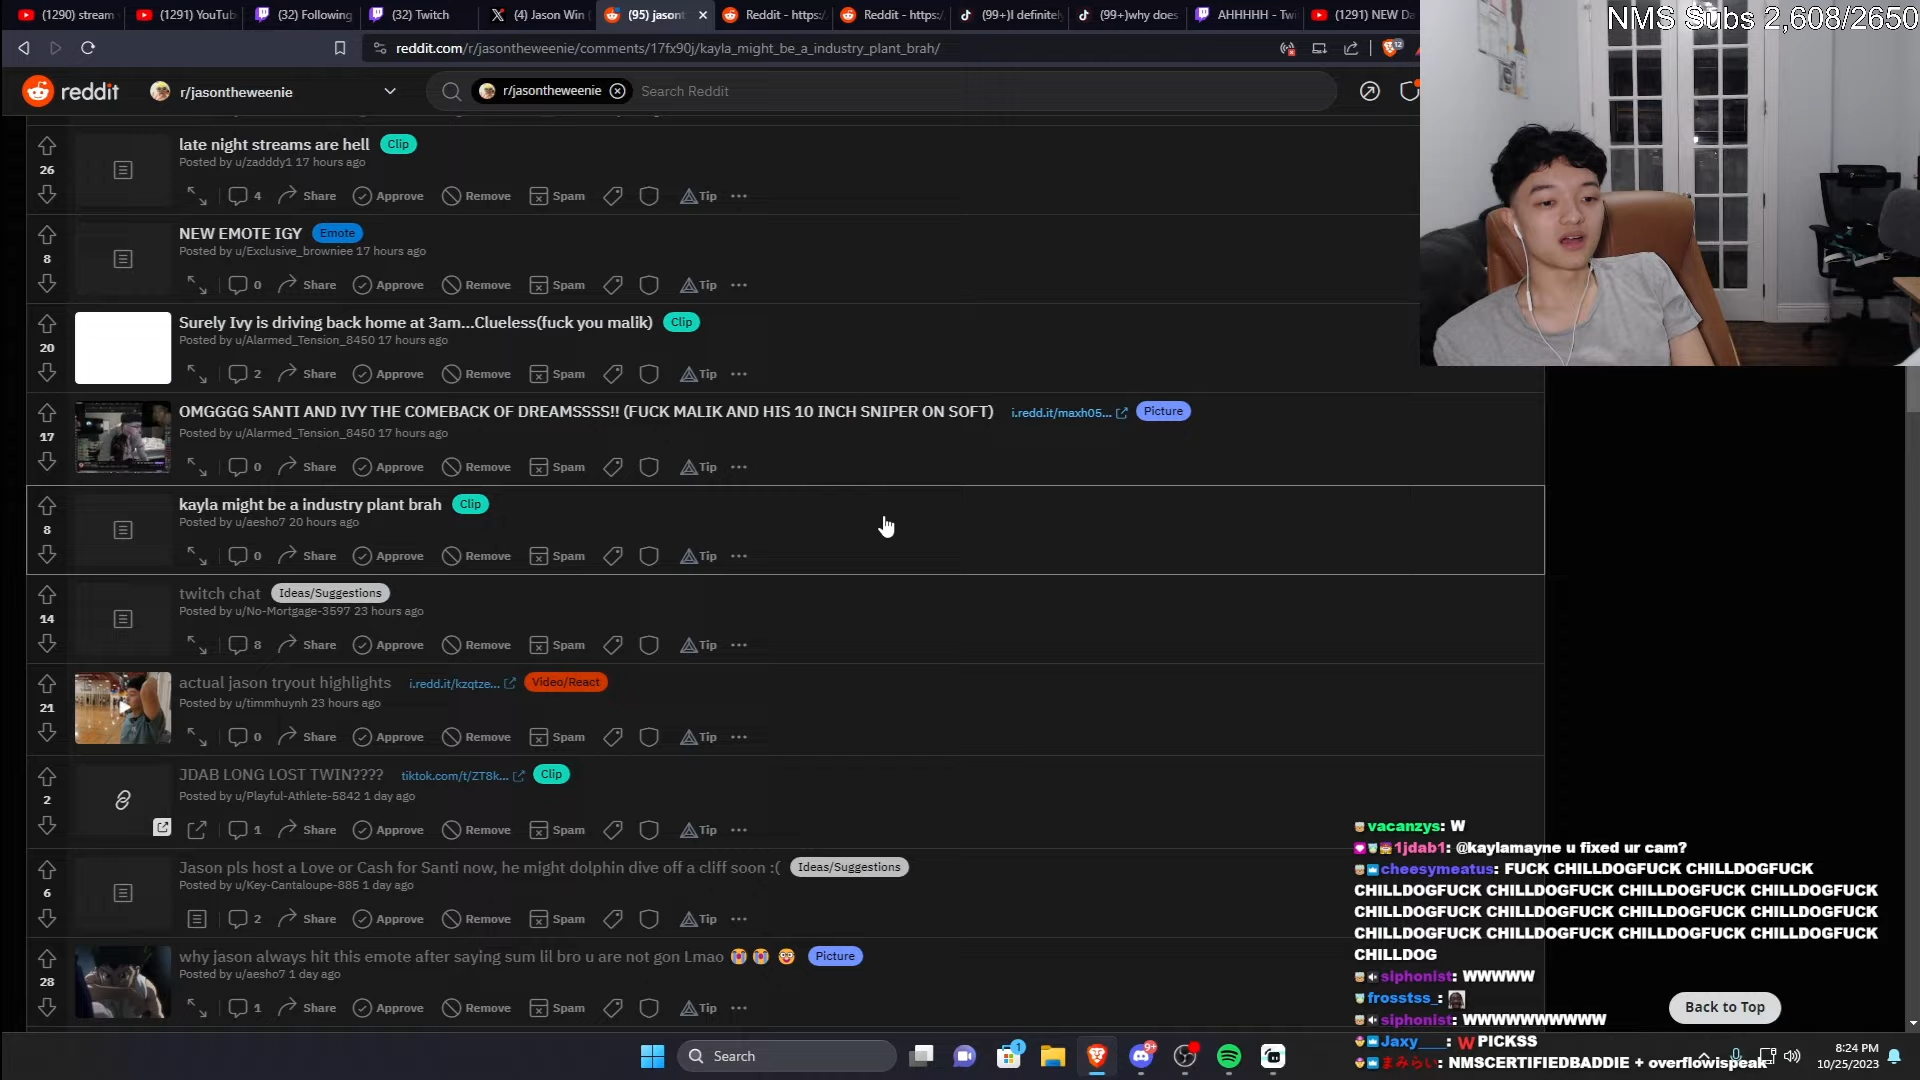 (1290) stream
(1291) YouTub
(32) Following
(32) Twitch
(4) Jason Win (
(95) jasont
Reddit - https:/
Reddit - https:/
(99+)I definitel
(99+)why does
AHHHHH - Twi
(1291) NEW Da
NMS Subs 2,608/2650
reddit.com/r/jasontheweenie/comments/17fx90j/kayla_might_be_a_industry_plant_brah/
12
reddit
r/jasontheweenie
r/jasontheweenie
Search Reddit
late night streams are hell Clip
Posted by u/zadddy1 17 hours ago
26
4 Share Approve Remove Spam Tip
NEW EMOTE IGY Emote
Posted by u/Exclusive_browniee 17 hours ago
8
0 Share Approve Remove Spam Tip
Surely Ivy is driving back home at 3am...Clueless(fuck you malik) Clip
Posted by u/Alarmed_Tension_8450 17 hours ago
20
2 Share Approve Remove Spam Tip
OMGGGG SANTI AND IVY THE COMEBACK OF DREAMSSSS!! (FUCK MALIK AND HIS 10 INCH SNIPER ON SOFT) i.redd.it/maxh05... Picture
Posted by u/Alarmed_Tension_8450 17 hours ago
17
0 Share Approve Remove Spam Tip
kayla might be a industry plant brah Clip
Posted by u/aesho7 20 hours ago
8
0 Share Approve Remove Spam Tip
twitch chat Ideas/Suggestions
Posted by u/No-Mortgage-3597 23 hours ago
14
8 Share Approve Remove Spam Tip
actual jason tryout highlights i.redd.it/kzqtze... Video/React
Posted by u/timmhuynh 23 hours ago
21
0 Share Approve Remove Spam Tip
JDAB LONG LOST TWIN???? tiktok.com/t/ZT8k... Clip
Posted by u/Playful-Athlete-5842 1 day ago
2
1 Share Approve Remove Spam Tip
Jason pls host a Love or Cash for Santi now, he might dolphin dive off a cliff soon :( Ideas/Suggestions
Posted by u/Key-Cantaloupe-885 1 day ago
6
2 Share Approve Remove Spam Tip
why jason always hit this emote after saying sum lil bro u are not gon Lmao 😭 😭 🤡 Picture
Posted by u/aesho7 1 day ago
28
1 Share Approve Remove Spam Tip
vacanzys: W
1jdab1: @kaylamayne u fixed ur cam?
cheesymeatus: FUCK CHILLDOGFUCK CHILLDOGFUCK
CHILLDOGFUCK CHILLDOGFUCK CHILLDOGFUCK CHILLDOGFUCK
CHILLDOGFUCK CHILLDOGFUCK CHILLDOGFUCK CHILLDOGFUCK
CHILLDOGFUCK CHILLDOGFUCK CHILLDOGFUCK CHILLDOGFUCK
CHILLDOG
siphonist: WWWWW
frosstss_:
siphonist: WWWWWWWWWW
Jaxy____: W PICKSS
まみらい: NMSCERTIFIEDBADDIE + overflowispeak
Back to Top
Search
1
9+
8:24 PM
10/25/2023